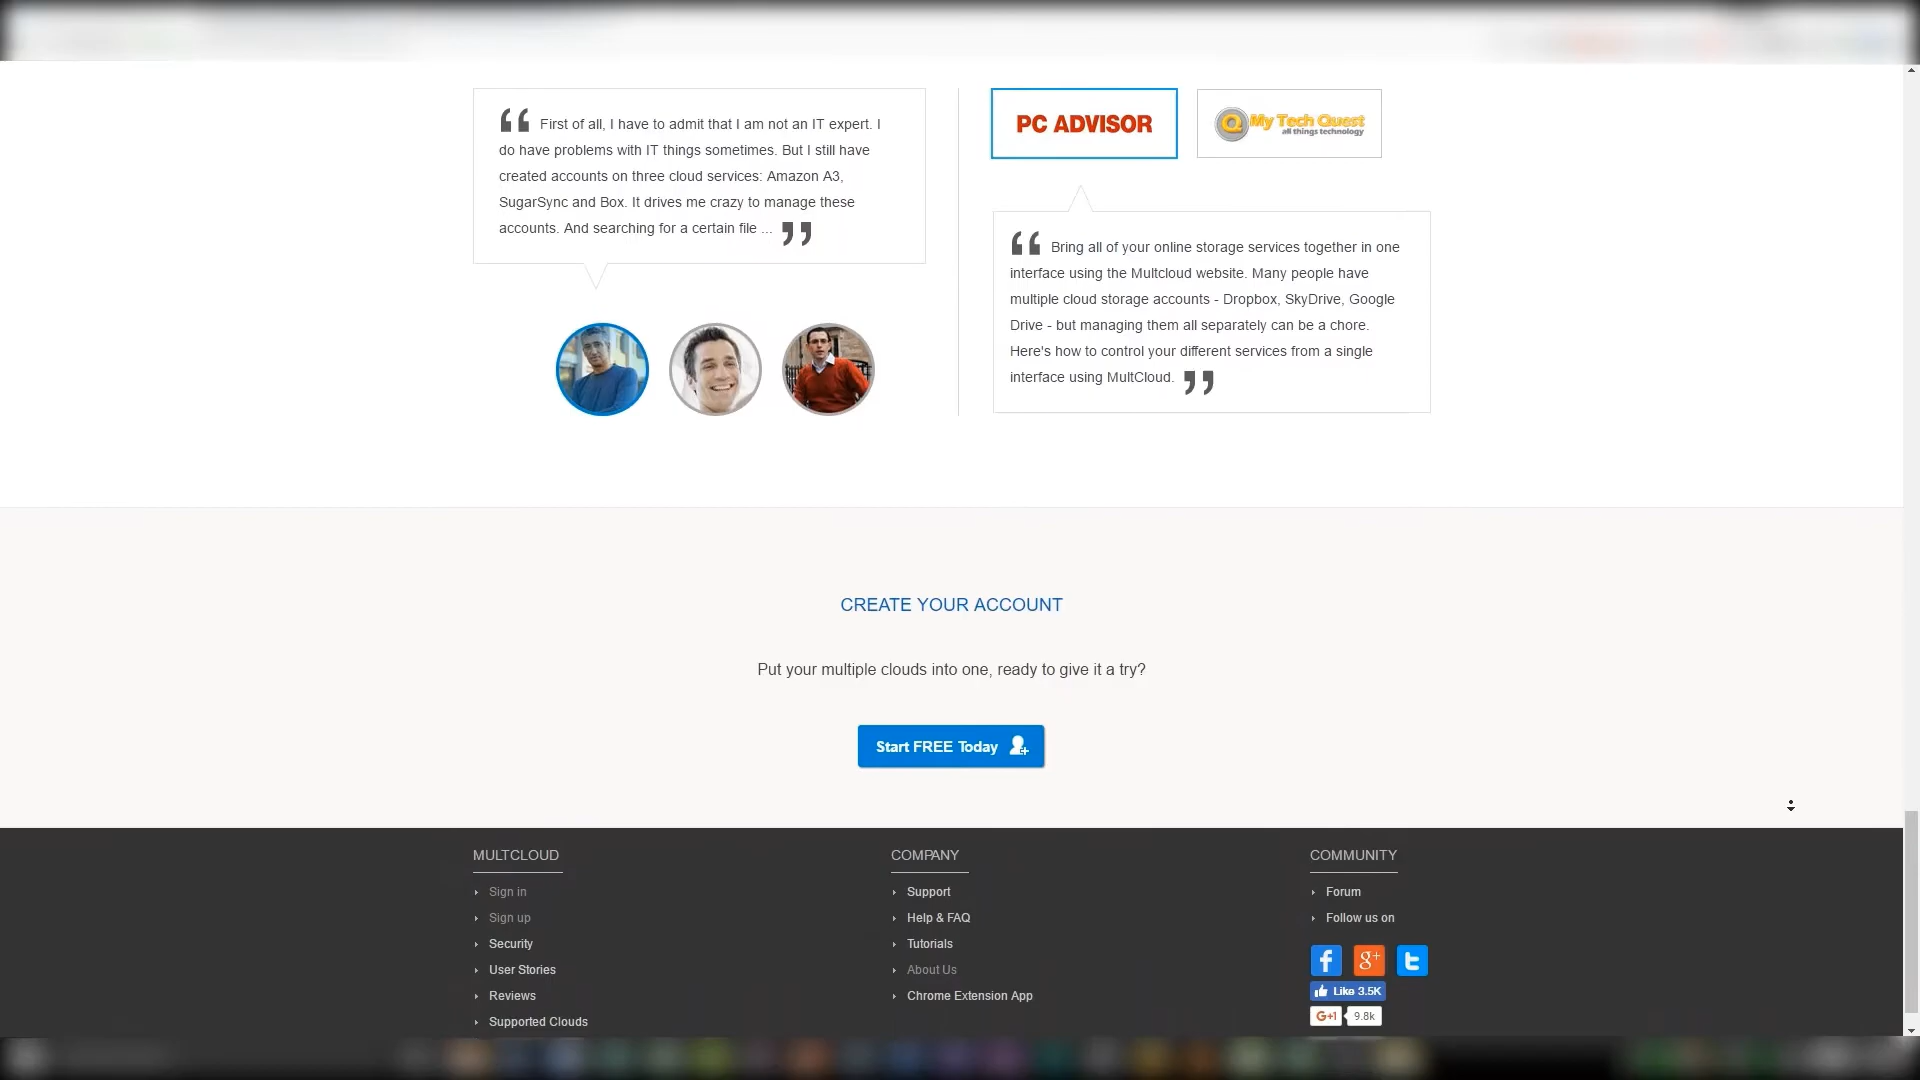 First of all, I have to admit that I am not an IT expert. I
do have problems with IT things sometimes. But I still have
created accounts on three cloud services: Amazon A3,
SugarSync and Box. It drives me crazy to manage these
accounts. And searching for a certain file ...
PC ADVISOR
My Tech Quest
all things technology
Bring all of your online storage services together in one
interface using the Multcloud website. Many people have
multiple cloud storage accounts - Dropbox, SkyDrive, Google
Drive - but managing them all separately can be a chore.
Here's how to control your different services from a single
interface using MultCloud.
CREATE YOUR ACCOUNT
Put your multiple clouds into one, ready to give it a try?
Start FREE Today
MULTCLOUD
Sign in
Sign up
Security
User Stories
Reviews
Supported Clouds
COMPANY
Support
Help & FAQ
Tutorials
About Us
Chrome Extension App
COMMUNITY
Forum
Follow us on
Like 3.5K
G+1 9.8k